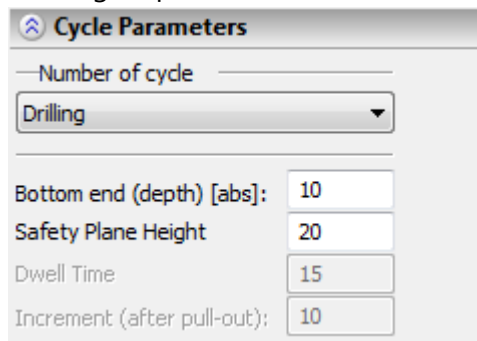 Cycle Parameters
Number of cycle
Drilling
Bottom end (depth) [abs]: 10
Safety Plane Height 20
Dwell Time 15
Increment (after pull-out): 10